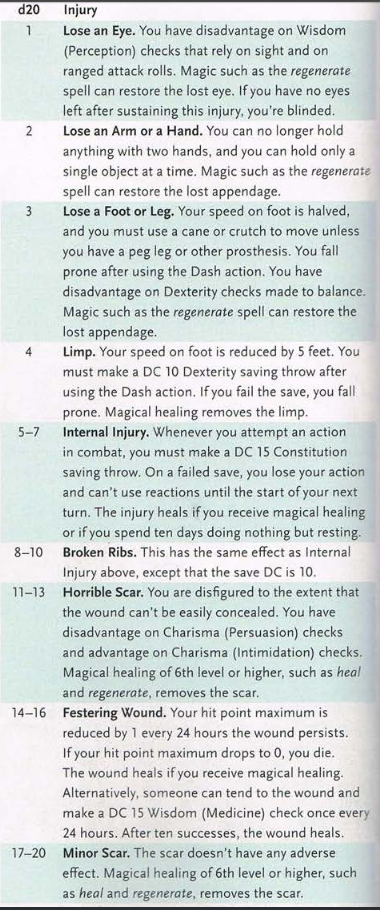 d20 Injury
1 Lose an Eye. You have disadvantage on Wisdom
(Perception) checks that rely on sight and on
ranged attack rolls. Magic such as the regenerate
spell can restore the lost eye. If you have no eyes
left after sustaining this injury, you're blinded.
2 Lose an Arm or a Hand. You can no longer hold
anything with two hands, and you can hold only a
single object at a time. Magic such as the regenerate
spell can restore the lost appendage.
3 Lose a Foot or Leg. Your speed on foot is halved,
and you must use a cane or crutch to move unless
you have a peg leg or other prosthesis. You fall
prone after using the Dash action. You have
disadvantage on Dexterity checks made to balance.
Magic such as the regenerate spell can restore the
lost appendage.
4 Limp. Your speed on foot is reduced by 5 feet. You
must make a DC 10 Dexterity saving throw after
using the Dash action. If you fail the save, you fall
prone. Magical healing removes the limp.
5–7 Internal Injury. Whenever you attempt an action
in combat, you must make a DC 15 Constitution
saving throw. On a failed save, you lose your action
and can't use reactions until the start of your next
turn. The injury heals if you receive magical healing
or if you spend ten days doing nothing but resting.
8–10 Broken Ribs. This has the same effect as Internal
Injury above, except that the save DC is 10.
11–13 Horrible Scar. You are disfigured to the extent that
the wound can't be easily concealed. You have
disadvantage on Charisma (Persuasion) checks
and advantage on Charisma (Intimidation) checks.
Magical healing of 6th level or higher, such as heal
and regenerate, removes the scar.
14–16 Festering Wound. Your hit point maximum is
reduced by 1 every 24 hours the wound persists.
If your hit point maximum drops to 0, you die.
The wound heals if you receive magical healing.
Alternatively, someone can tend to the wound and
make a DC 15 Wisdom (Medicine) check once every
24 hours. After ten successes, the wound heals.
17–20 Minor Scar. The scar doesn't have any adverse
effect. Magical healing of 6th level or higher, such
as heal and regenerate, removes the scar.